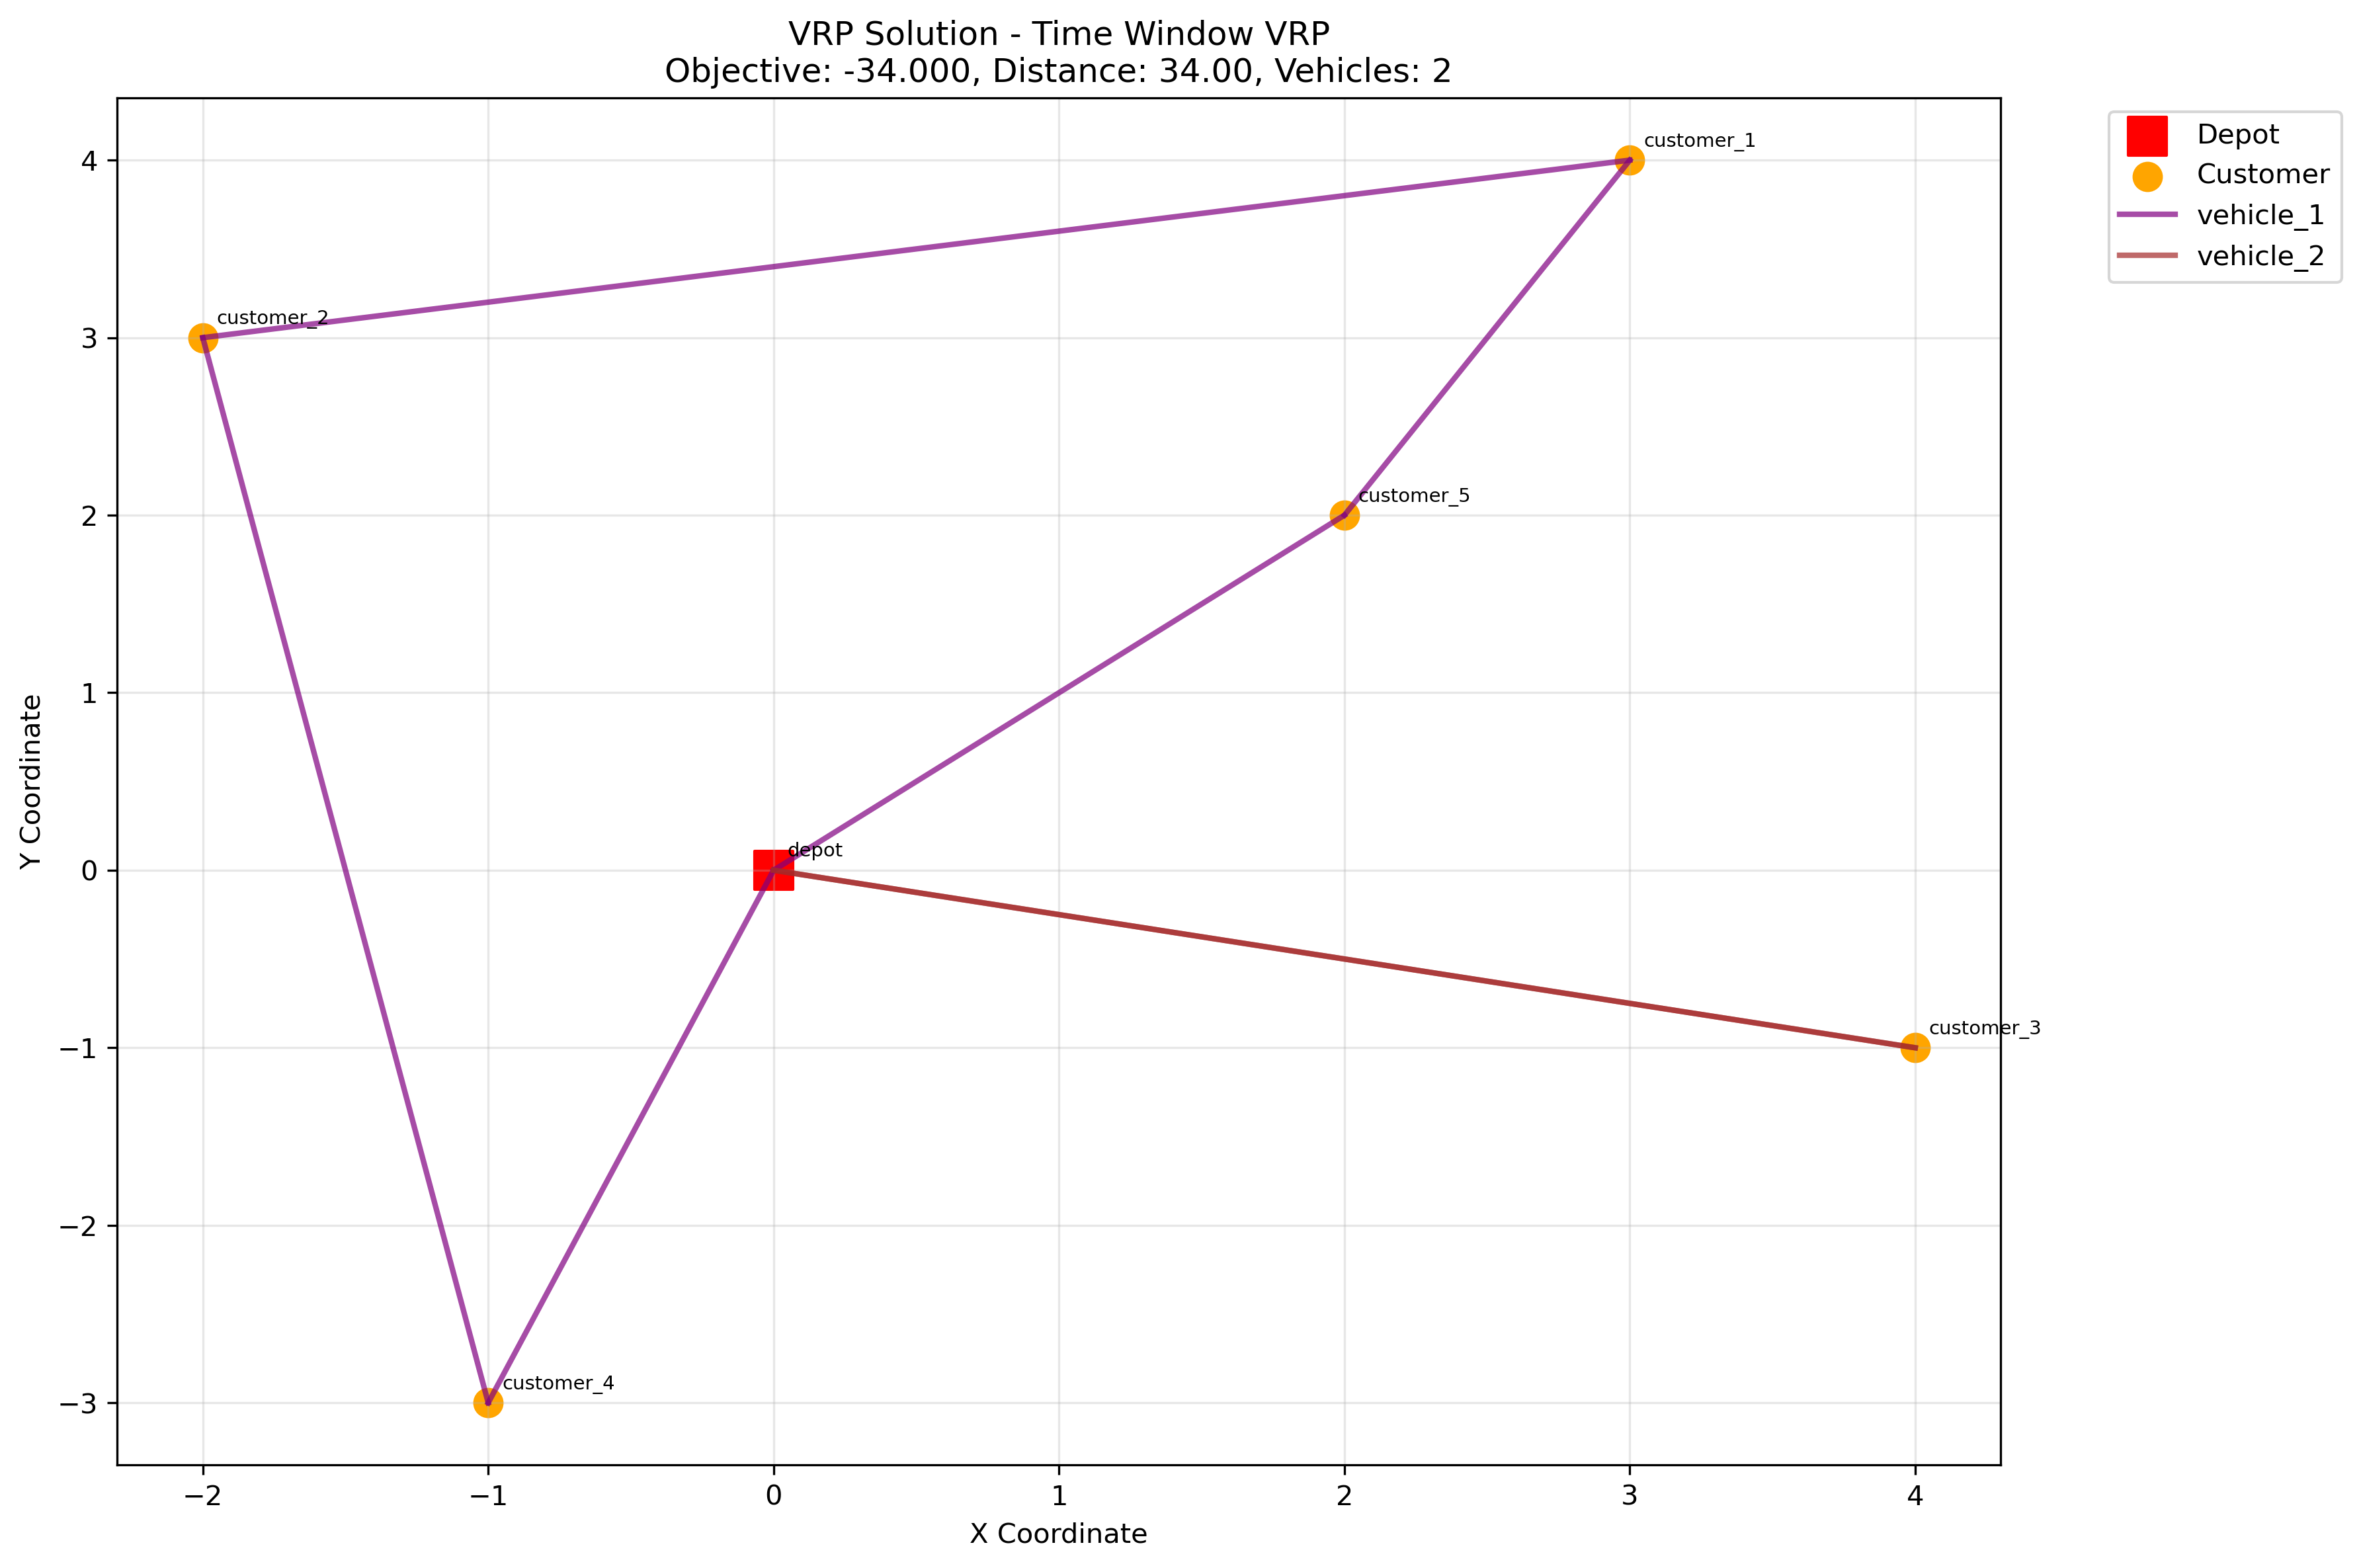 VRP Solution - Time Window VRP
Objective: -34.000, Distance: 34.00, Vehicles: 2
Depot
Customer
vehicle_1
vehicle_2
customer_1
customer_2
customer_5
depot
customer_3
customer_4
Y Coordinate
4
3
2
1
0
−1
−2
−3
−2
−1
0
1
2
3
4
X Coordinate